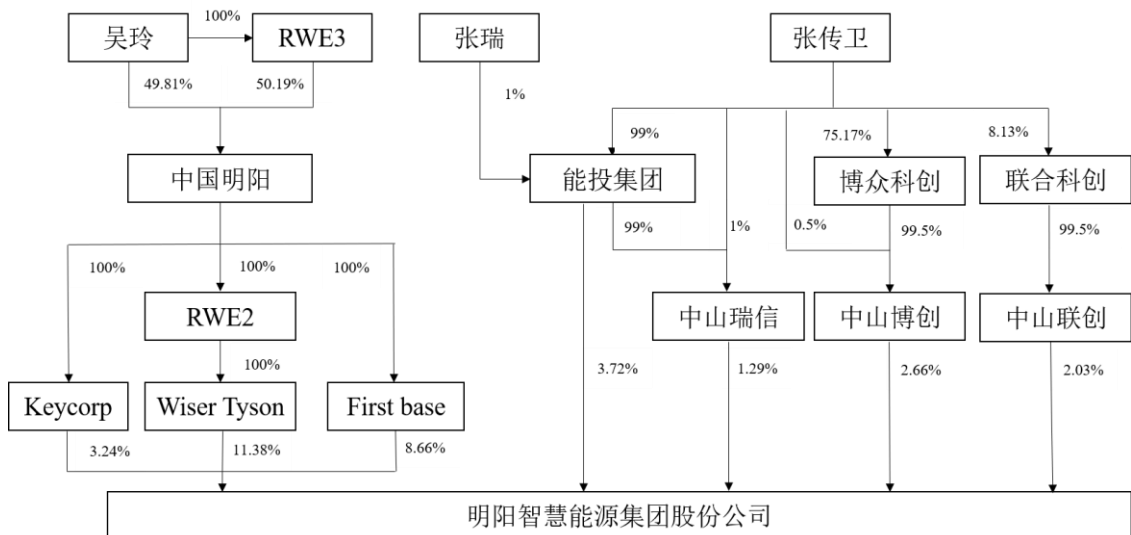 吴玲
100%
RWE3
张瑞
张传卫
49.81%
50.19%
1%
99%
75.17%
8.13%
中国明阳
能投集团
博众科创
联合科创
99%
1%
0.5%
99.5%
99.5%
100%
100%
100%
RWE2
中山瑞信
中山博创
中山联创
100%
3.72%
1.29%
2.66%
2.03%
Keycorp
Wiser Tyson
First base
3.24%
11.38%
8.66%
明阳智慧能源集团股份公司